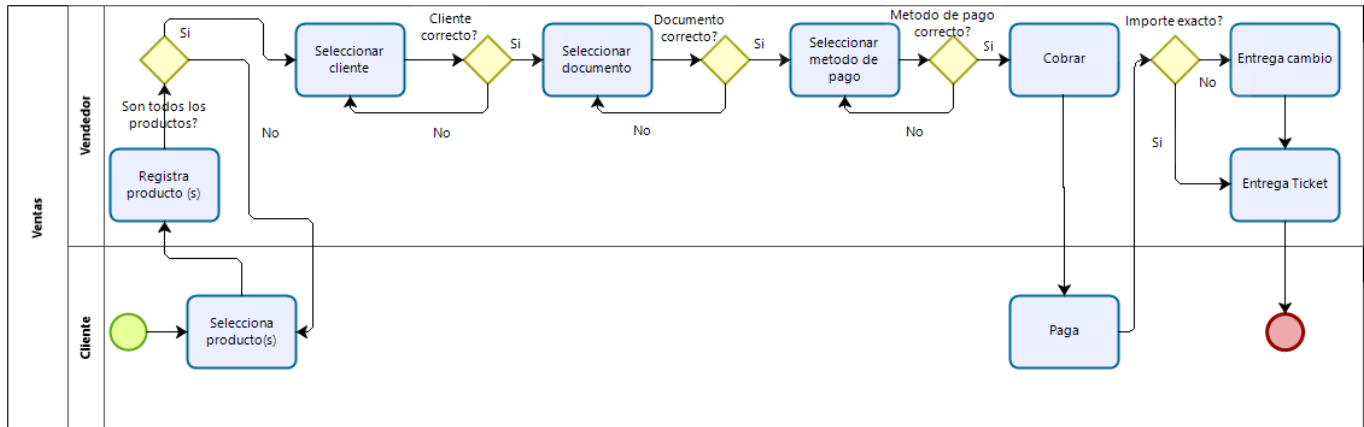 Ventas
Vendedor
Cliente
Si
Son todos los
productos?
No
Registra
producto (s)
Selecciona
producto(s)
Seleccionar
cliente
Cliente
correcto?
Si
No
Seleccionar
documento
Documento
correcto?
Si
No
Seleccionar
metodo de
pago
Metodo de pago
correcto?
Si
No
Cobrar
Paga
Importe exacto?
No
Si
Entrega cambio
Entrega Ticket